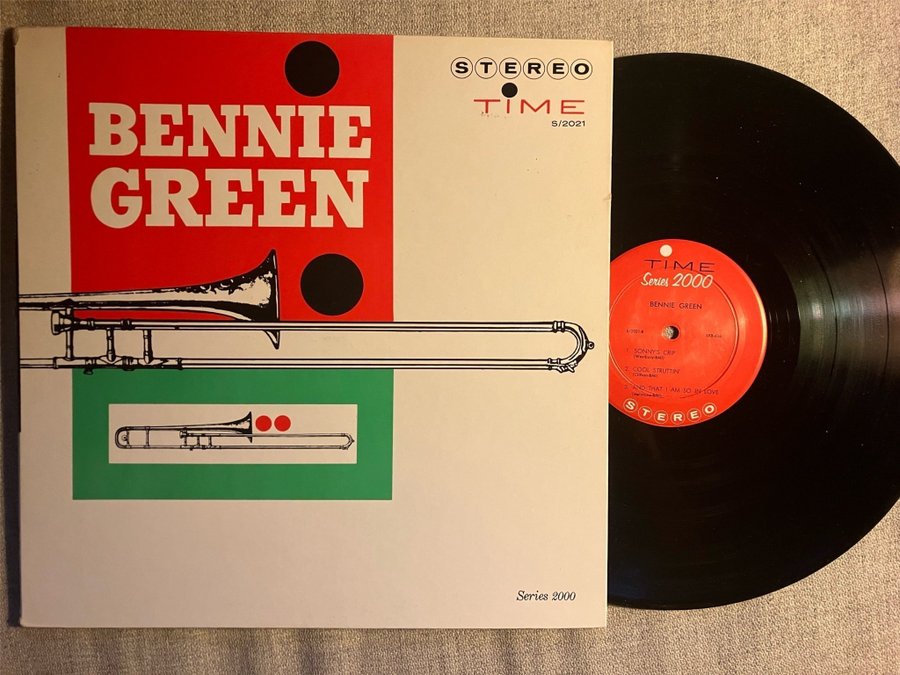 BENNIE
GREEN
STEREO
TIME
S/2021
Series 2000
TIME
Series 2000
BENNIE GREEN
1. SONNY'S CRIP
2. COOL STRUTTIN'
3. AND THAT I AM SO IN LOVE
STEREO